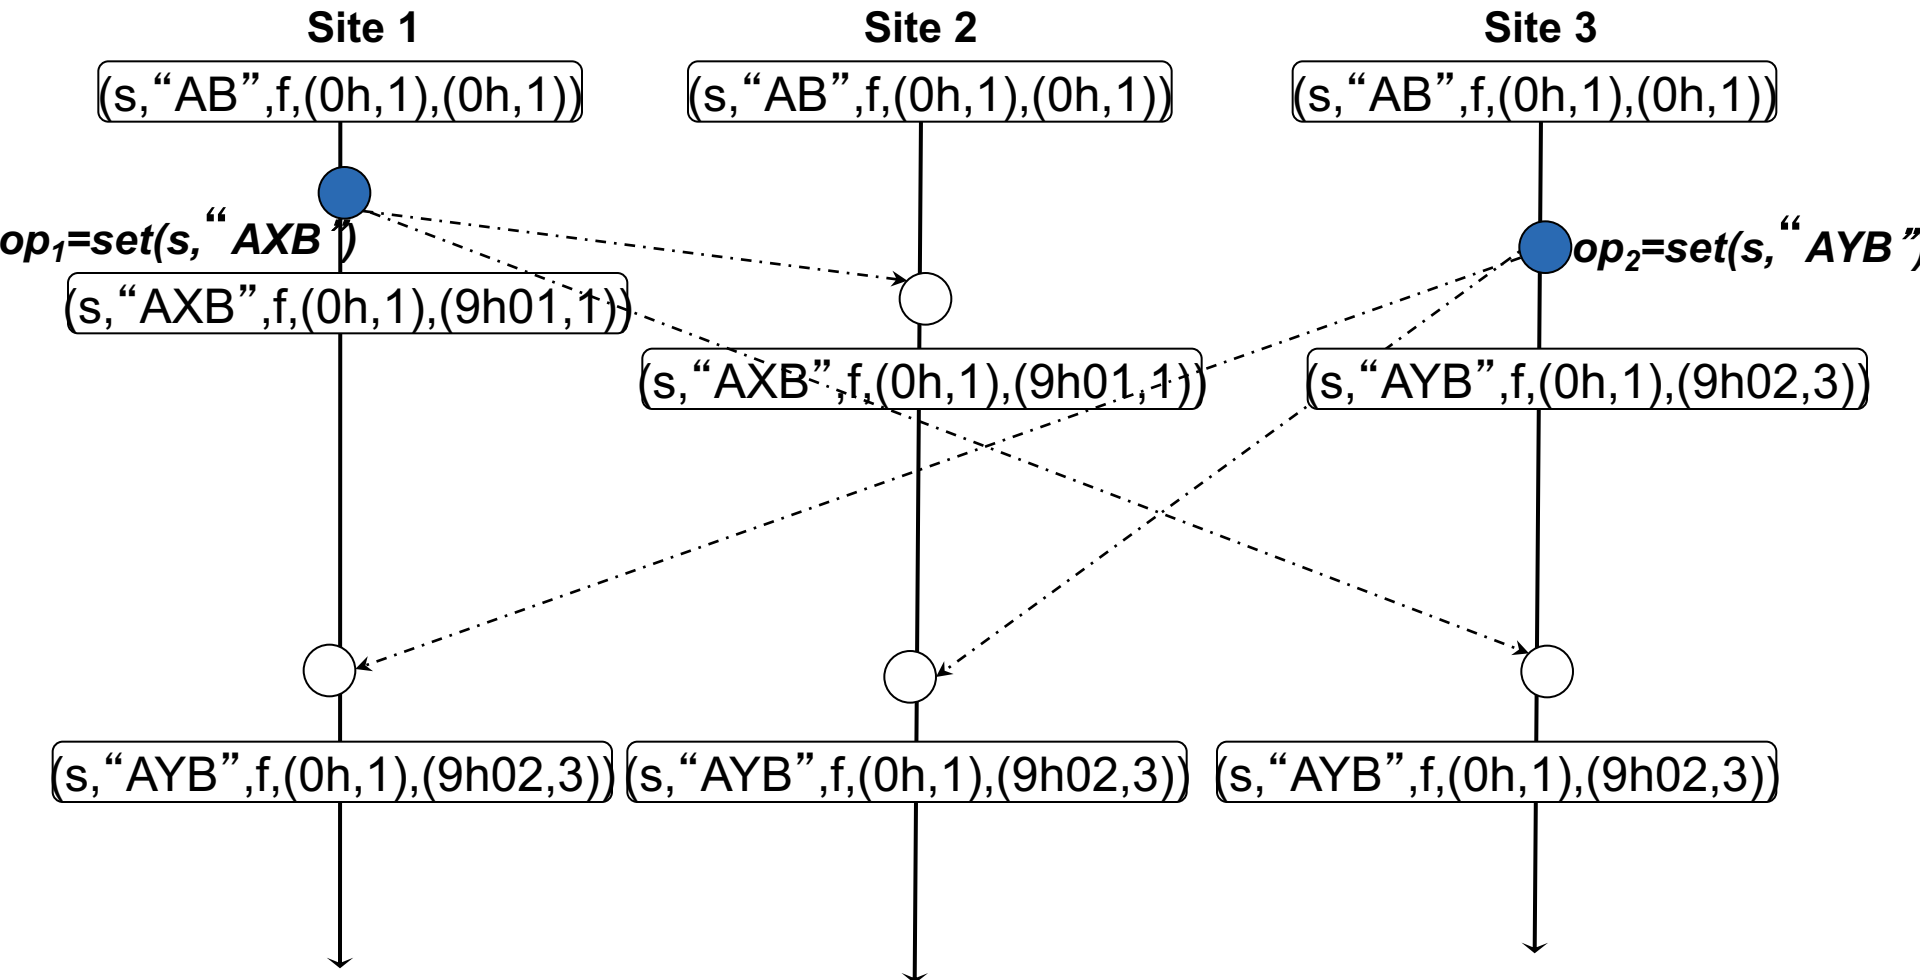 Site 1
Site 2
Site 3
(s,“AB”,f,(0h,1),(0h,1))
(s,“AB”,f,(0h,1),(0h,1))
(s,“AB”,f,(0h,1),(0h,1))
op1=set(s,“AXB”)
op2=set(s,“AYB”)
(s,“AXB”,f,(0h,1),(9h01,1))
(s,“AXB”,f,(0h,1),(9h01,1))
(s,“AYB”,f,(0h,1),(9h02,3))
(s,“AYB”,f,(0h,1),(9h02,3))
(s,“AYB”,f,(0h,1),(9h02,3))
(s,“AYB”,f,(0h,1),(9h02,3))